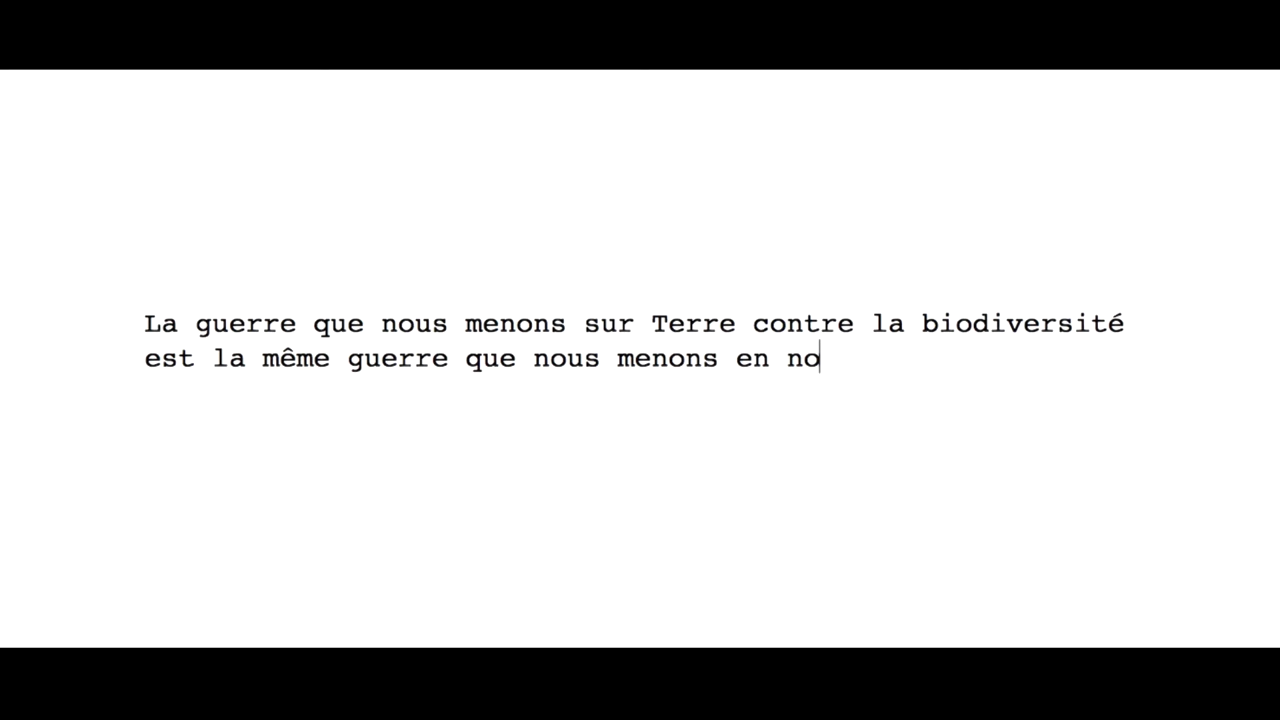 La guerre que nous menons sur Terre contre la biodiversité
est la même guerre que nous menons en no